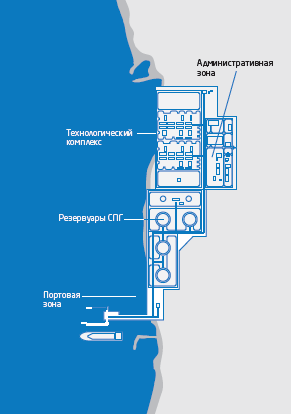 Административная
зона
Технологический
комплекс
Резервуары СПГ
Портовая
зона